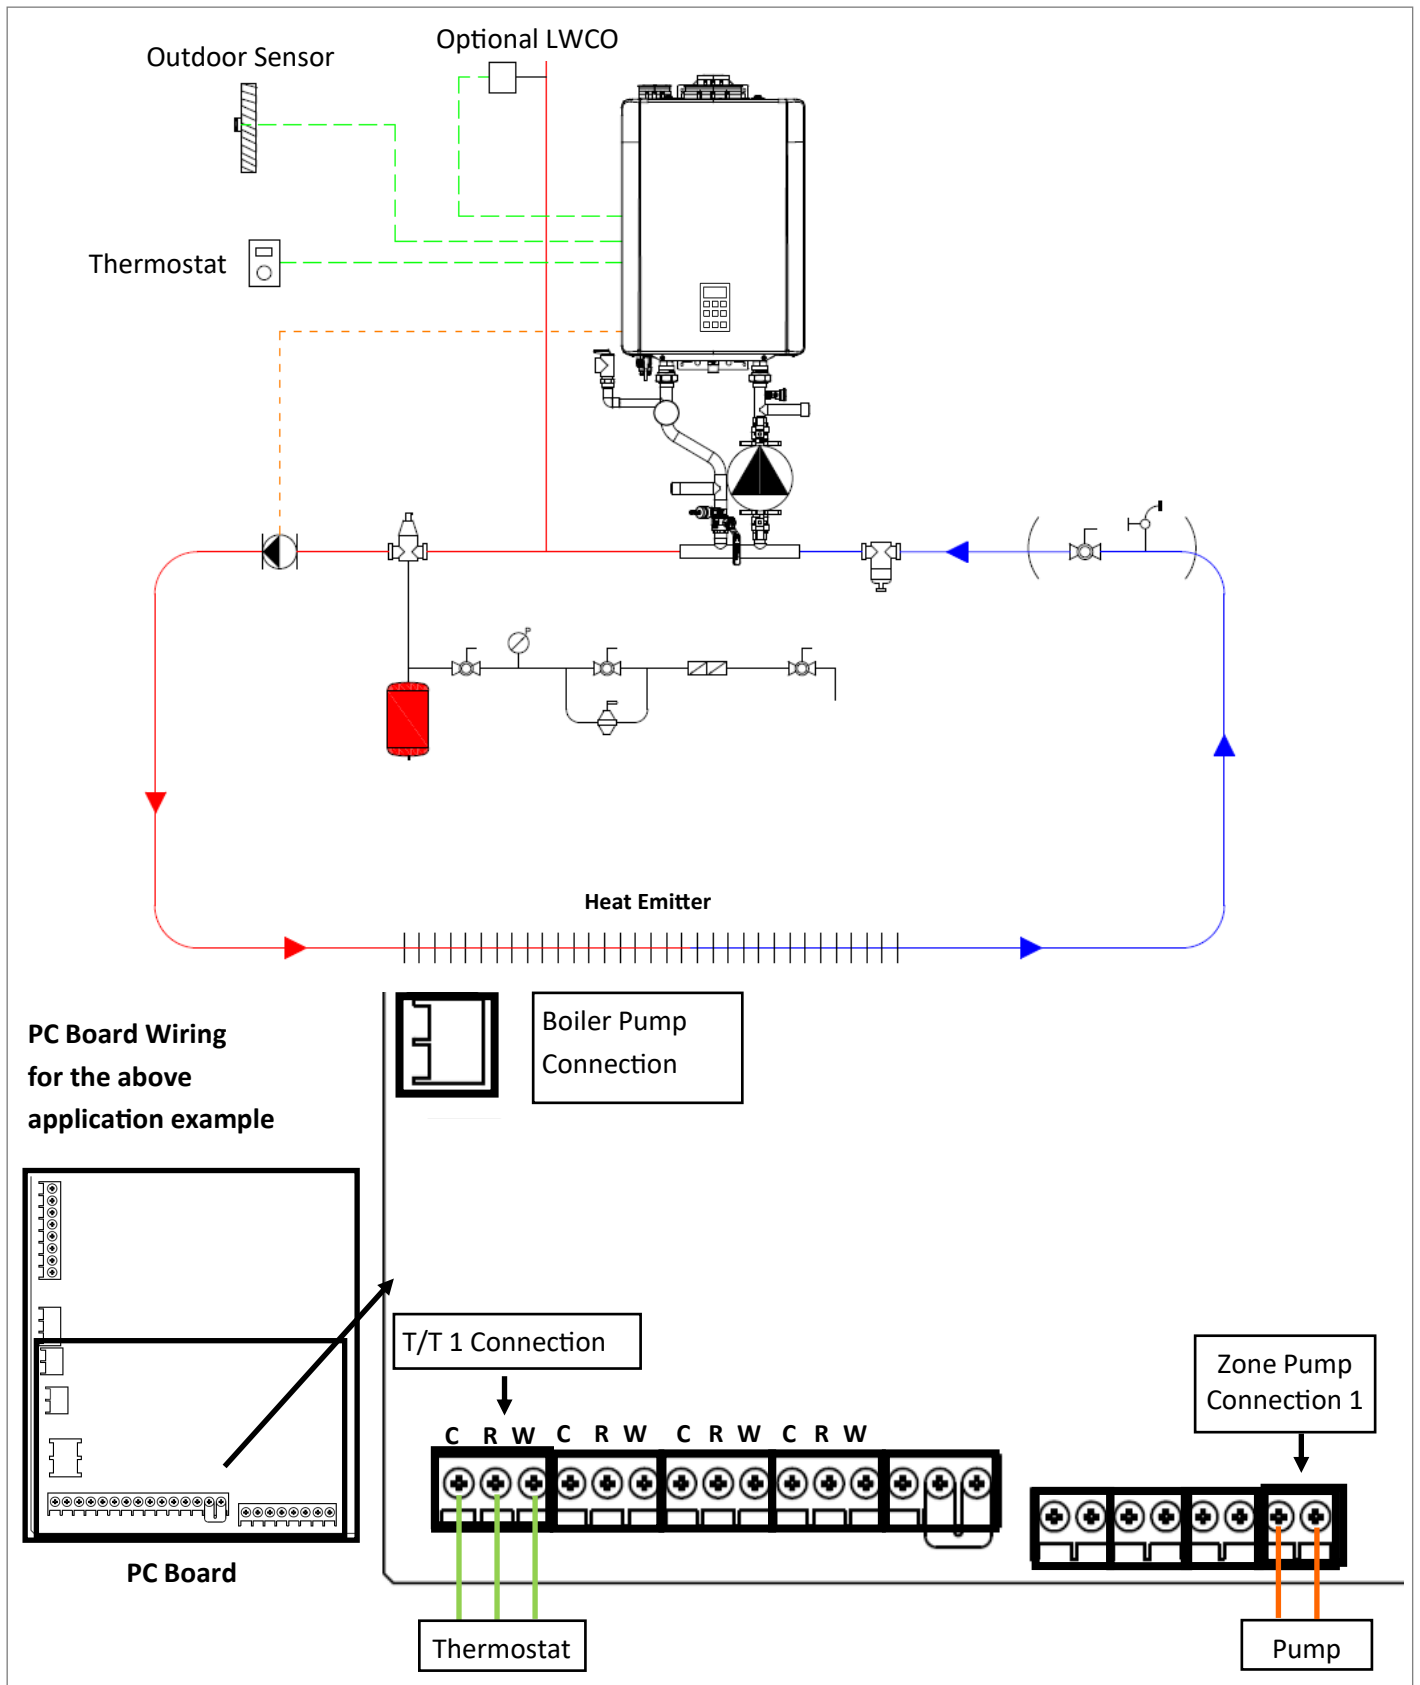 Optional LWCO
Outdoor Sensor
Thermostat
Heat Emitter
Boiler Pump
Connection
PC Board Wiring
for the above
application example
T/T 1 Connection
Zone Pump
Connection 1
C R W C R W C R W C R W
PC Board
Thermostat
Pump